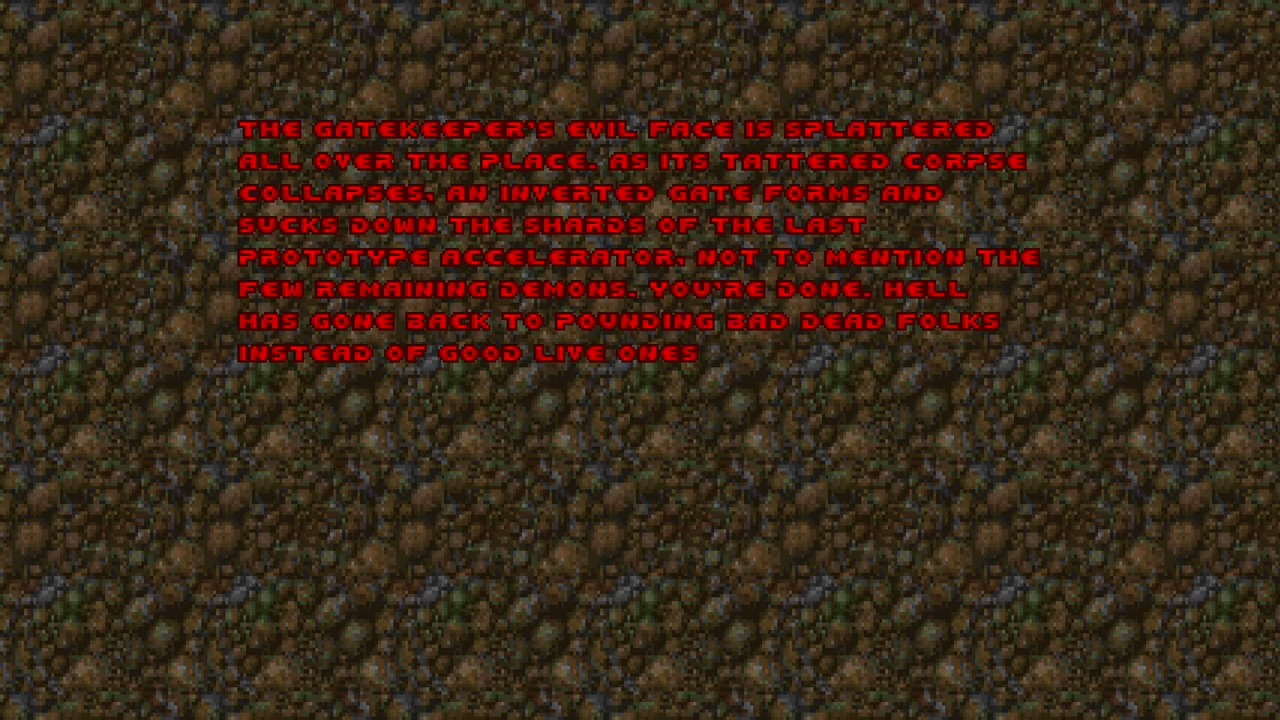 THE GATEKEEPER'S EVIL FACE IS SPLATTERED
ALL OVER THE PLACE. AS ITS TATTERED CORPSE
COLLAPSES, AN INVERTED GATE FORMS AND
SUCKS DOWN THE SHARDS OF THE LAST
PROTOTYPE ACCELERATOR, NOT TO MENTION THE
FEW REMAINING DEMONS. YOU'RE DONE. HELL
HAS GONE BACK TO POUNDING BAD DEAD FOLKS
INSTEAD OF GOOD LIVE ONES